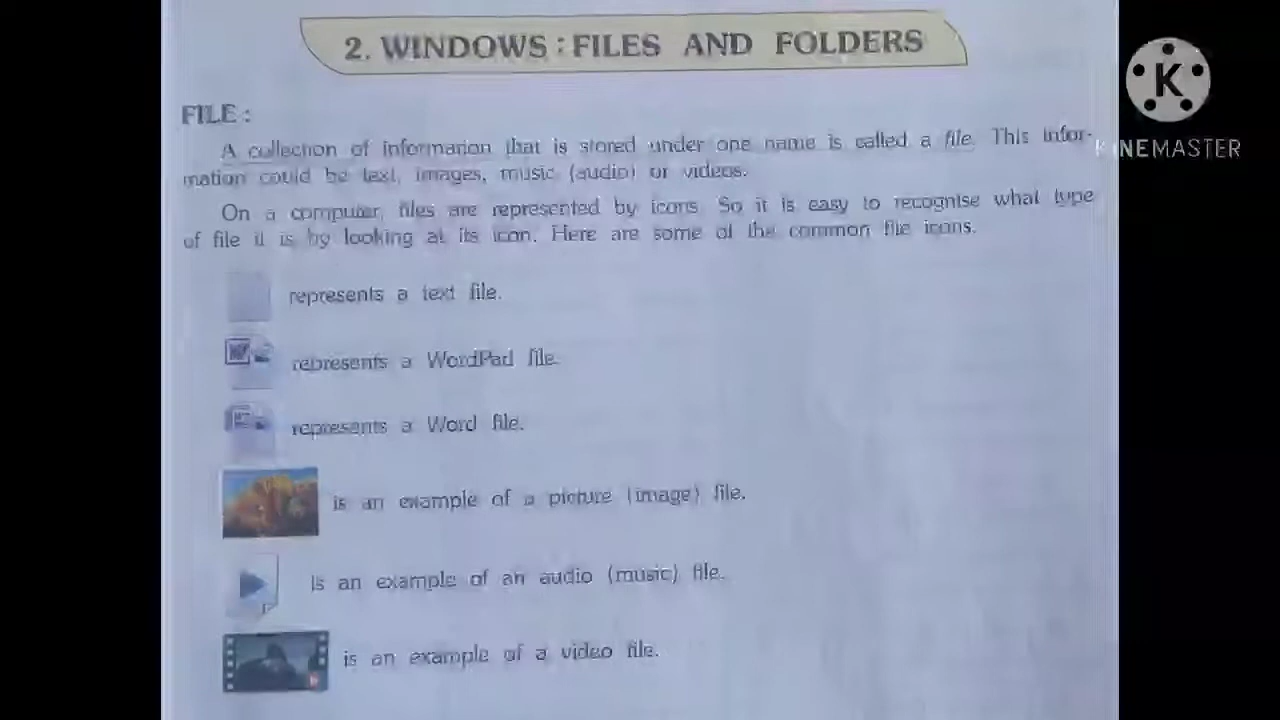 2. WINDOWS : FILES AND FOLDERS
K
KINEMASTER
FILE :
A collection of information that is stored under one name is called a file. This infor-
mation could be text, images, music (audio) or videos.
On a computer, files are represented by icons. So it is easy to recognise what type
of file it is by looking at its icon. Here are some of the common file icons.
represents a text file.
W
represents a WordPad file.
represents a Word file.
is an example of a picture (image) file.
is an example of an audio (music) file.
is an example of a video file.